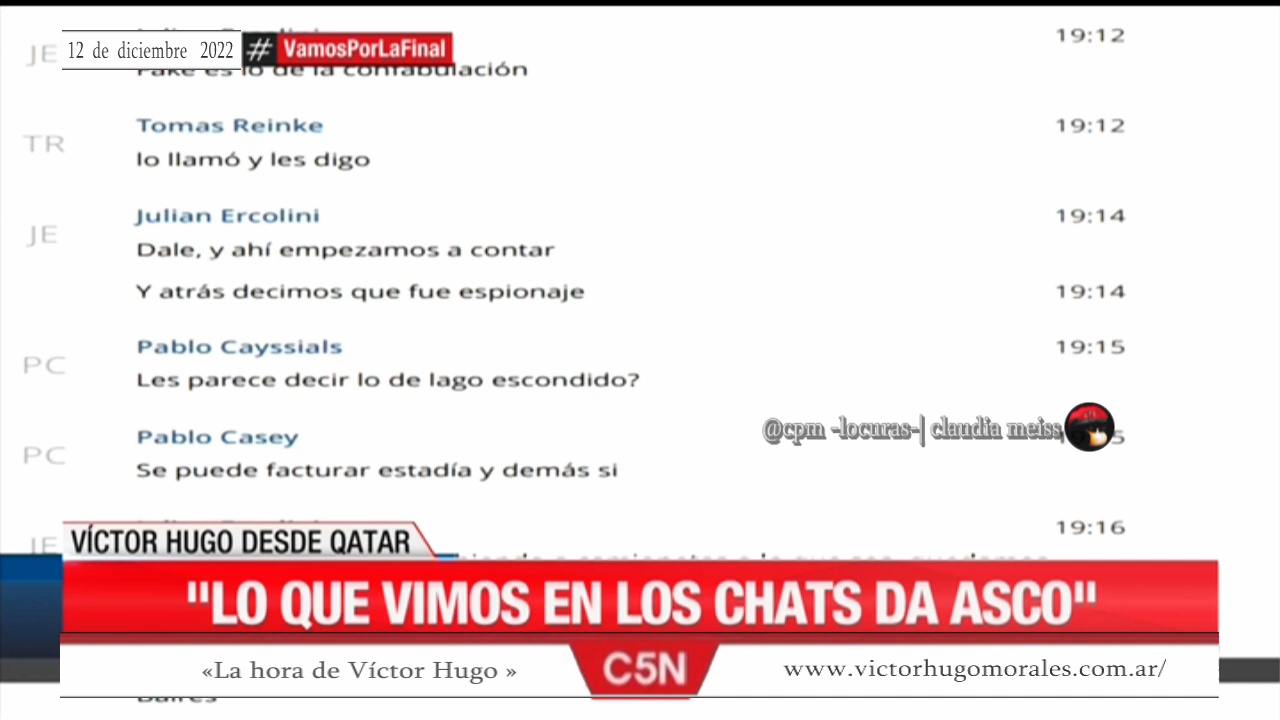 19:12
JE
12 de diciembre 2022
# VamosPorLaFinal
Fake es lo de la confabulación
Tomas Reinke
19:12
TR
lo llamó y les digo
Julian Ercolini
19:14
JE
Dale, y ahí empezamos a contar
Y atrás decimos que fue espionaje
19:14
Pablo Cayssials
19:15
PC
Les parece decir lo de lago escondido?
@cpm -locuras-| claudia meiss
Pablo Casey
PC
Se puede facturar estadía y demás si
19:16
JE
VÍCTOR HUGO DESDE QATAR
"LO QUE VIMOS EN LOS CHATS DA ASCO"
«La hora de Víctor Hugo »
C5N
www.victorhugomorales.com.ar/